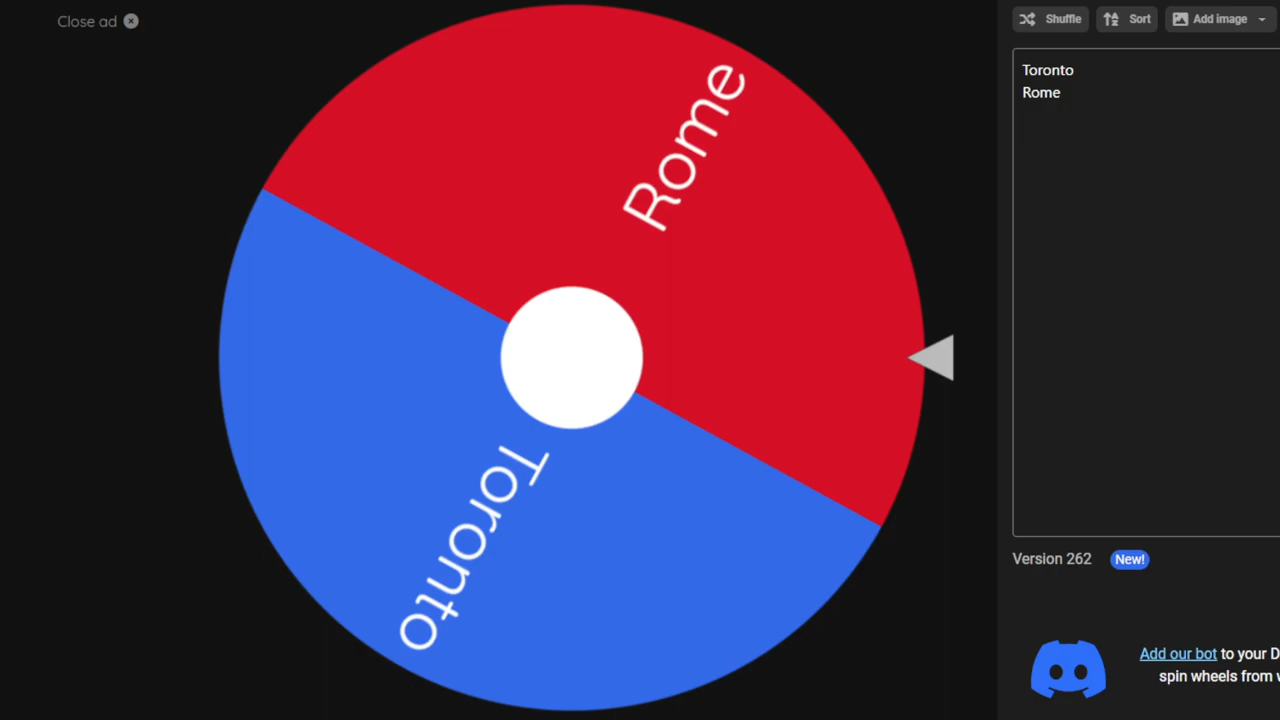 Close ad
Rome
Toronto
Shuffle
Sort
Add image
Toronto
Rome
Version 262
New!
Add our bot to your D
spin wheels from